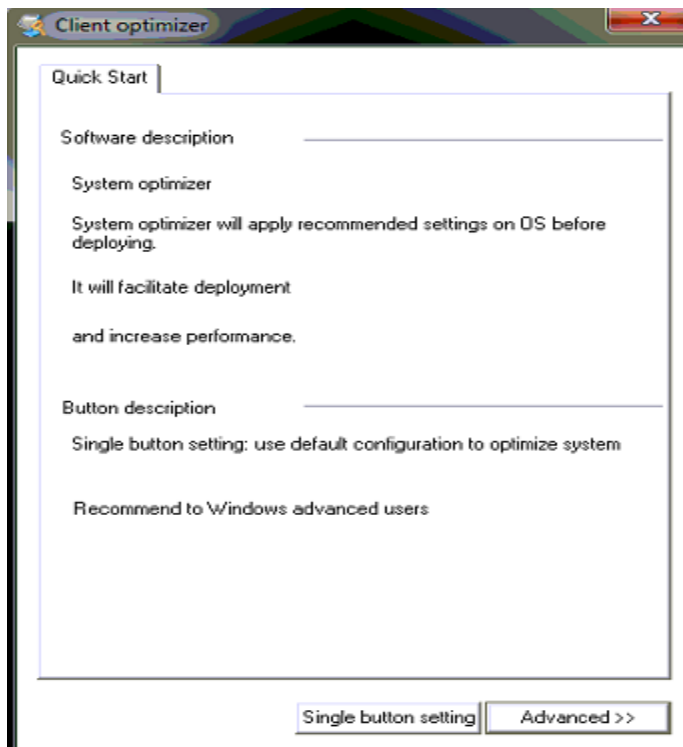 Client optimizer
Quick Start
Software description
System optimizer
System optimizer will apply recommended settings on OS before
deploying.
It will facilitate deployment
and increase performance.
Button description
Single button setting: use default configuration to optimize system
Recommend to Windows advanced users
Single button setting
Advanced >>